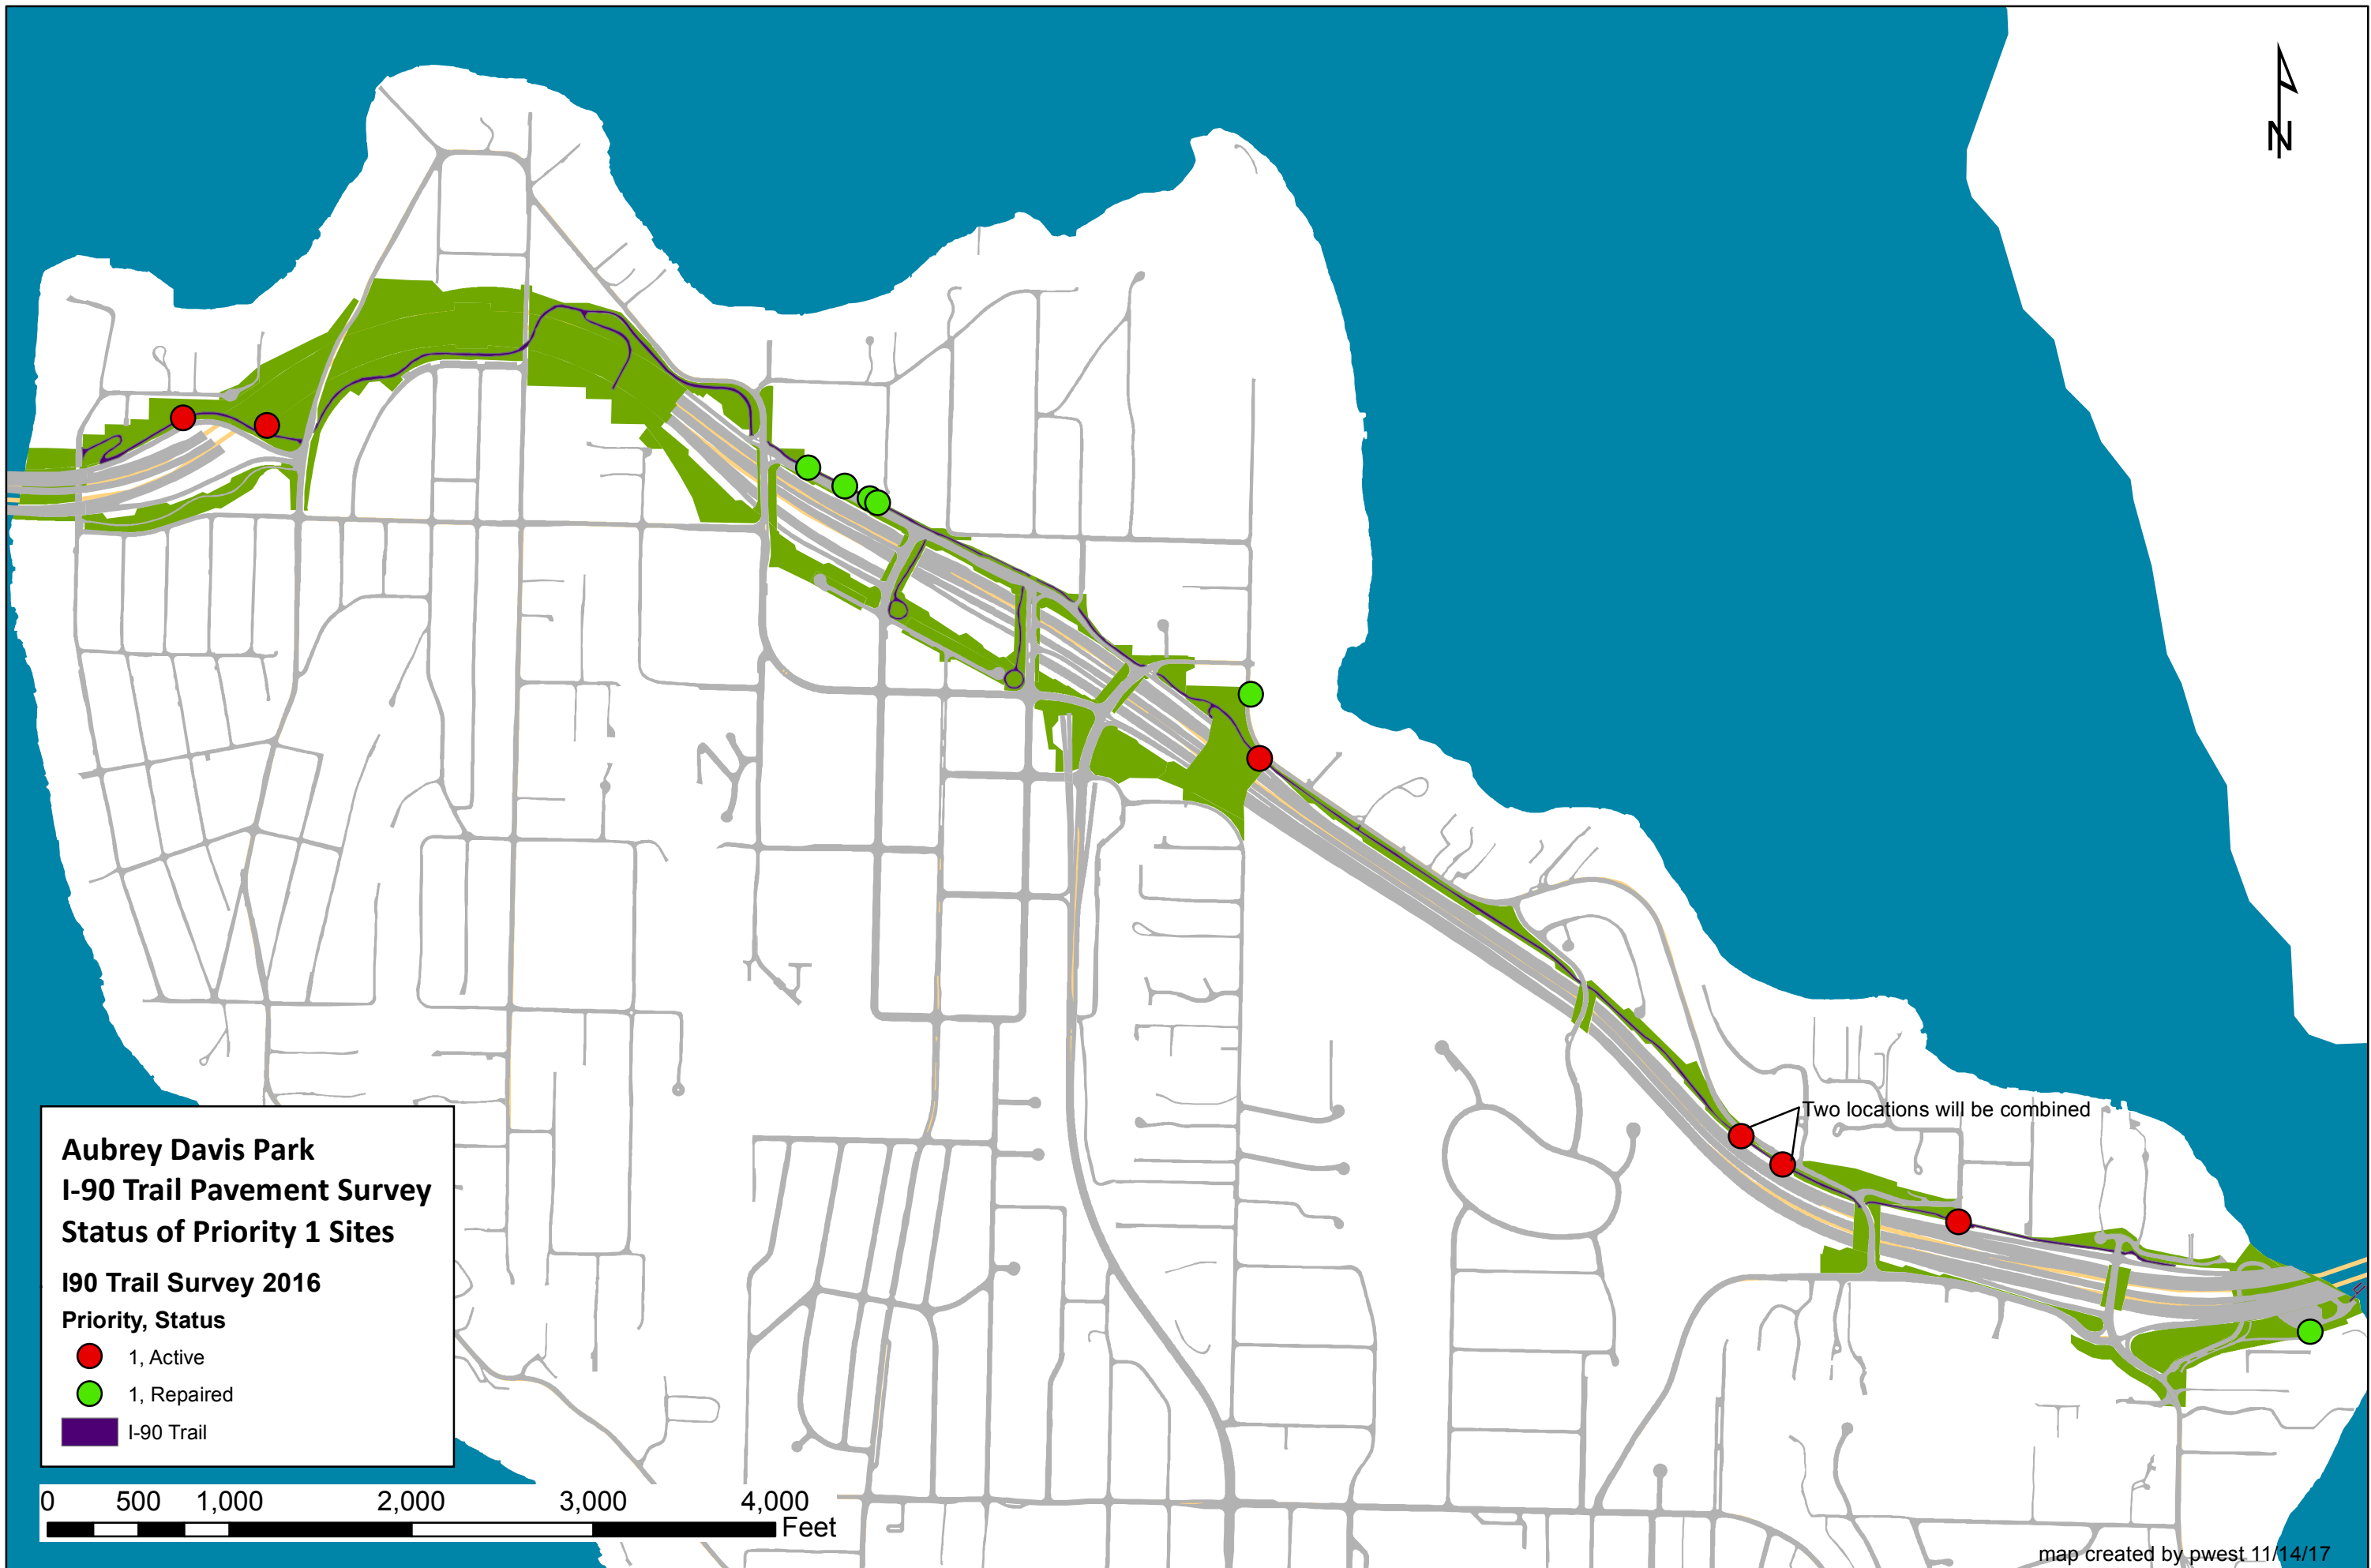 N
Two locations will be combined
Aubrey Davis Park
I-90 Trail Pavement Survey
Status of Priority 1 Sites
I90 Trail Survey 2016
Priority, Status
1, Active
1, Repaired
I-90 Trail
0 500 1,000 2,000 3,000 4,000
Feet
map created by pwest 11/14/17